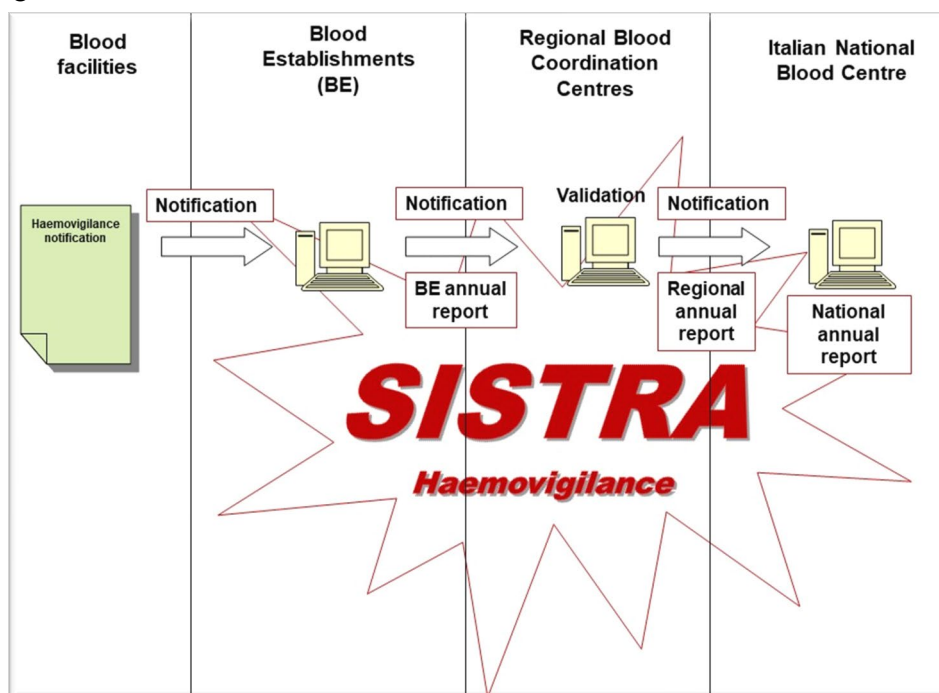 Blood
facilities
Blood
Establishments
(BE)
Regional Blood
Coordination
Centres
Italian National
Blood Centre
Haemovigilance
notification
Notification
Notification
BE annual
report
Validation
Notification
Regional
annual
report
National
annual
report
SISTRA
Haemovigilance